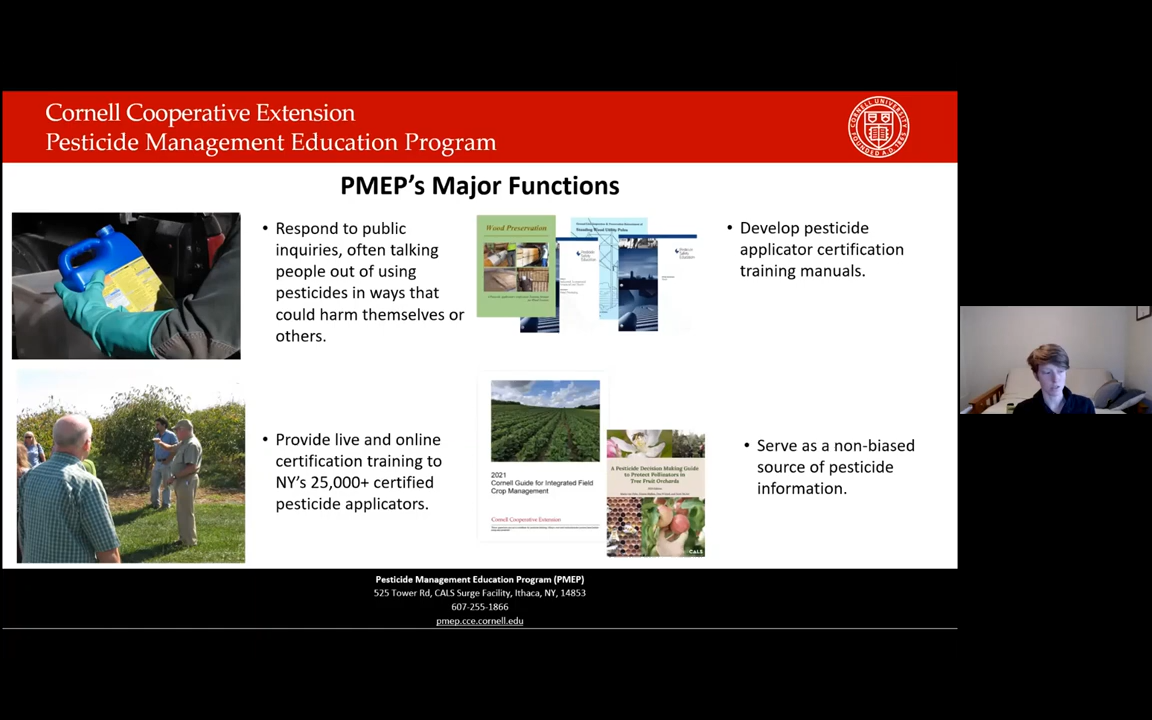 Cornell Cooperative Extension
Pesticide Management Education Program
PMEP's Major Functions
• Respond to public
inquiries, often talking
people out of using
pesticides in ways that
could harm themselves or
others.
Wood Preservation
Standing Wood Utility Poles
• Develop pesticide
applicator certification
training manuals.
• Provide live and online
certification training to
NY's 25,000+ certified
pesticide applicators.
2021
Cornell Guide for Integrated Field
Crop Management
Cornell Cooperative Extension
A Pesticide Decision Making Guide
to Protect Pollinators in
Tree Fruit Orchards
CALS
• Serve as a non-biased
source of pesticide
information.
Pesticide Management Education Program (PMEP)
525 Tower Rd, CALS Surge Facility, Ithaca, NY, 14853
607-255-1866
pmep.cce.cornell.edu